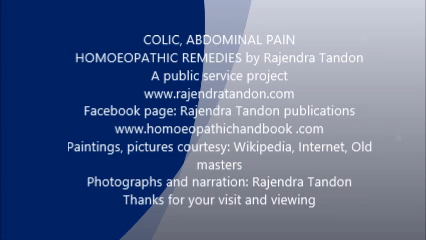 COLIC, ABDOMINAL PAIN
HOMOEOPATHIC REMEDIES by Rajendra Tandon
A public service project
www.rajendratandon.com
Facebook page: Rajendra Tandon publications
www.homoepathichandbook .com
Paintings, pictures courtesy: Wikipedia, Internet, Old
masters
Photographs and narration: Rajendra Tandon
Thanks for your visit and viewing